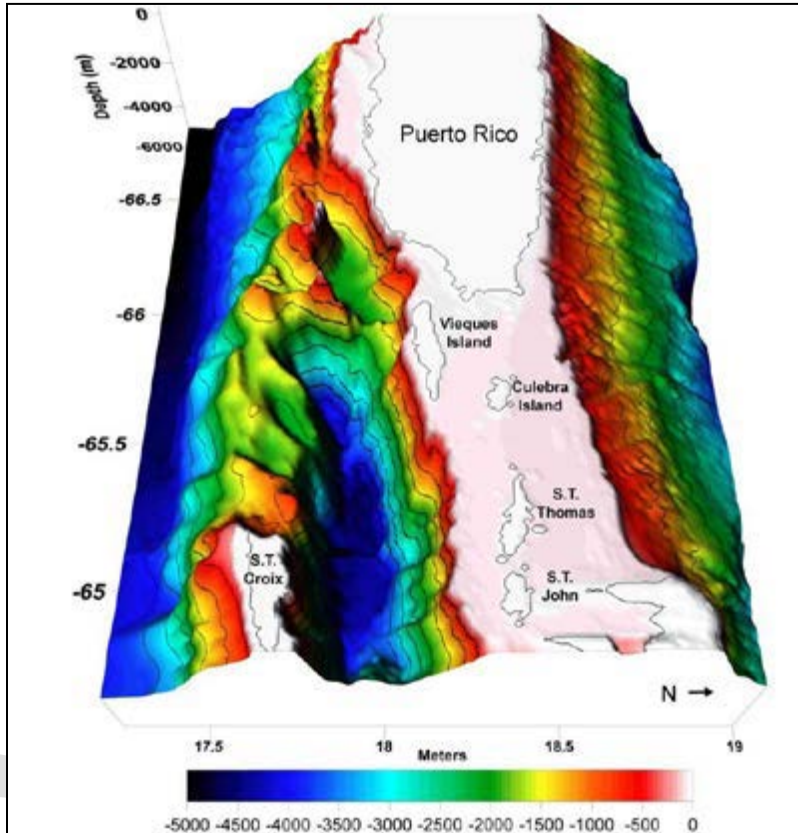 0
-2000
-4000
-6000
Depth (m)
Puerto Rico
-66.5
-66
Vieques
Island
Culebra
Island
-65.5
S.T.
Thomas
S.T.
Croix
S.T.
John
-65
N
17.5
18
18.5
19
Meters
-5000 -4500 -4000 -3500 -3000 -2500 -2000 -1500 -1000 -500 0